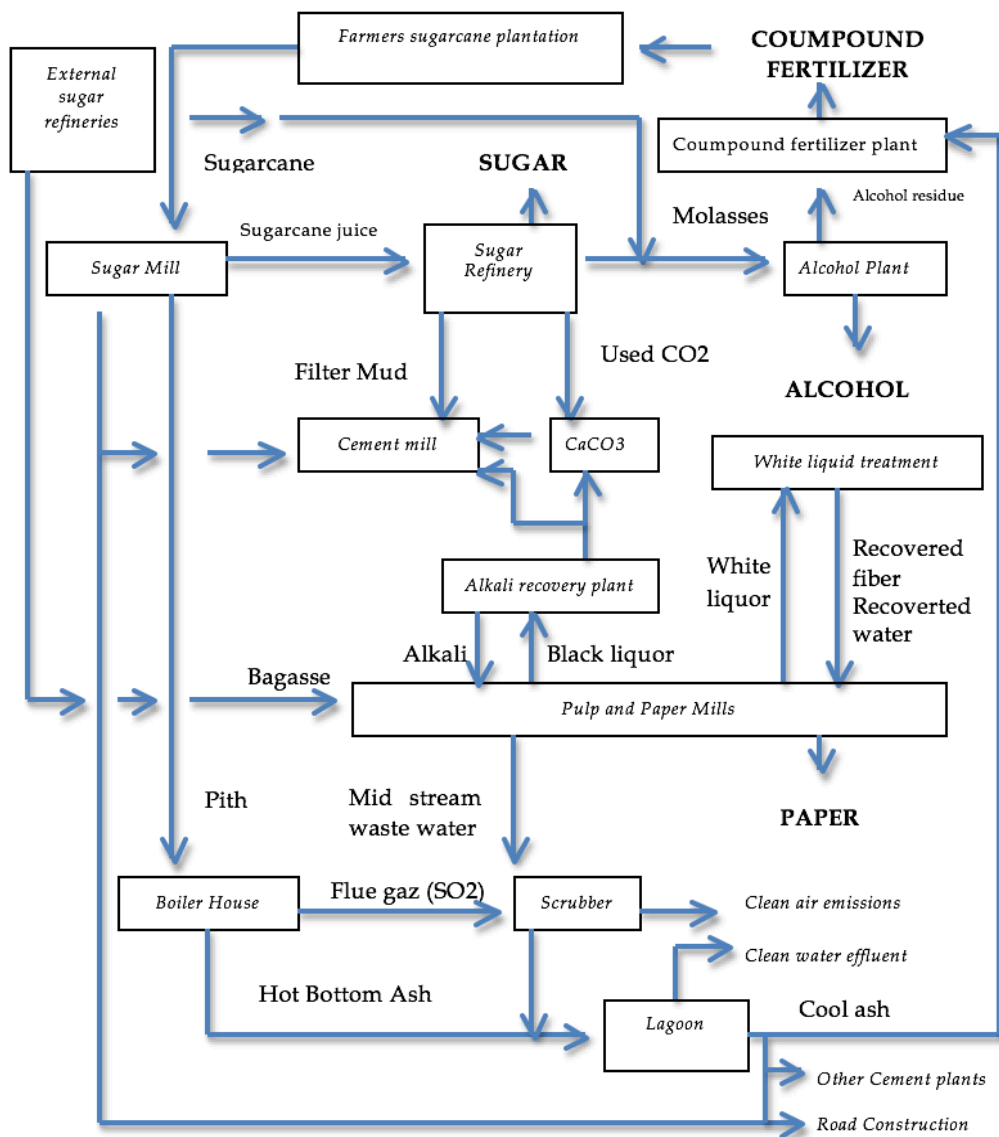 Farmers sugarcane plantation
COUMPOUND
FERTILIZER
External
sugar
refineries
Coumpound fertilizer plant
Sugarcane
SUGAR
Alcohol residue
Molasses
Sugarcane juice
Sugar Mill
Sugar
Refinery
Alcohol Plant
Used CO2
Filter Mud
ALCOHOL
Cement mill
CaCO3
White liquid treatment
White
liquor
Recovered
fiber
Recoverted
water
Alkali recovery plant
Alkali
Black liquor
Bagasse
Pulp and Paper Mills
Pith
Mid stream
waste water
PAPER
Boiler House
Flue gaz (SO2)
Scrubber
Clean air emissions
Clean water effluent
Hot Bottom Ash
Lagoon
Cool ash
Other Cement plants
Road Construction